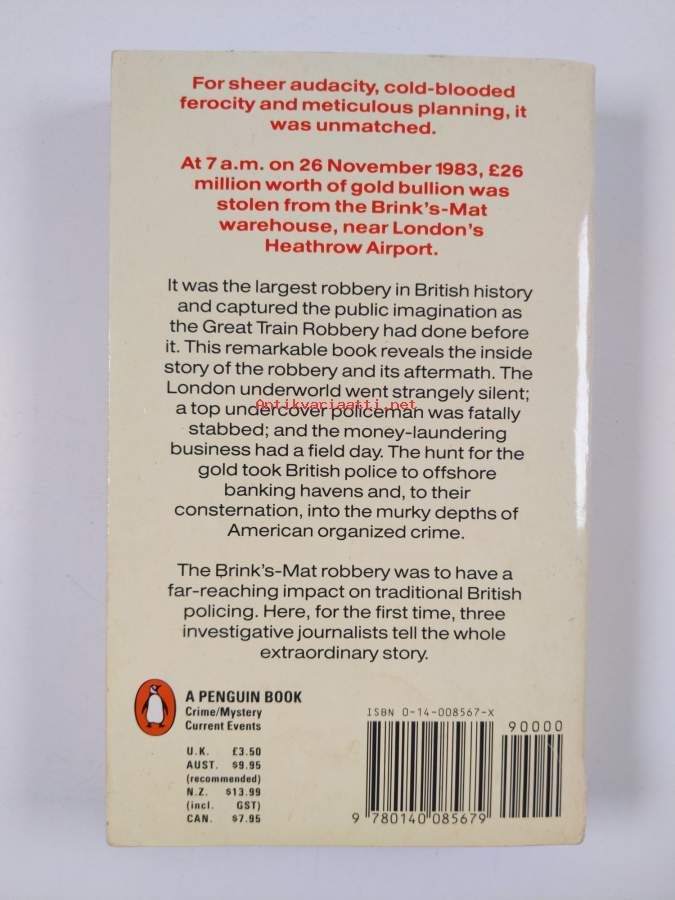 For sheer audacity, cold-blooded
ferocity and meticulous planning, it
was unmatched.
At 7 a.m. on 26 November 1983, £26
million worth of gold bullion was
stolen from the Brink's-Mat
warehouse, near London's
Heathrow Airport.
It was the largest robbery in British history
and captured the public imagination as
the Great Train Robbery had done before
it. This remarkable book reveals the inside
story of the robbery and its aftermath. The
London underworld went strangely silent;
Antikvariaatti.net
a top undercover policeman was fatally
stabbed; and the money-laundering
business had a field day. The hunt for the
gold took British police to offshore
banking havens and, to their
consternation, into the murky depths of
American organized crime.
The Brink's-Mat robbery was to have a
far-reaching impact on traditional British
policing. Here, for the first time, three
investigative journalists tell the whole
extraordinary story.
A PENGUIN BOOK
Crime/Mystery
Current Events
U.K. £3.50
AUST. $9.95
(recommended)
N.Z. $13.99
(incl. GST)
CAN. $7.95
ISBN 0-14-008567-X
90000
9 780140 085679